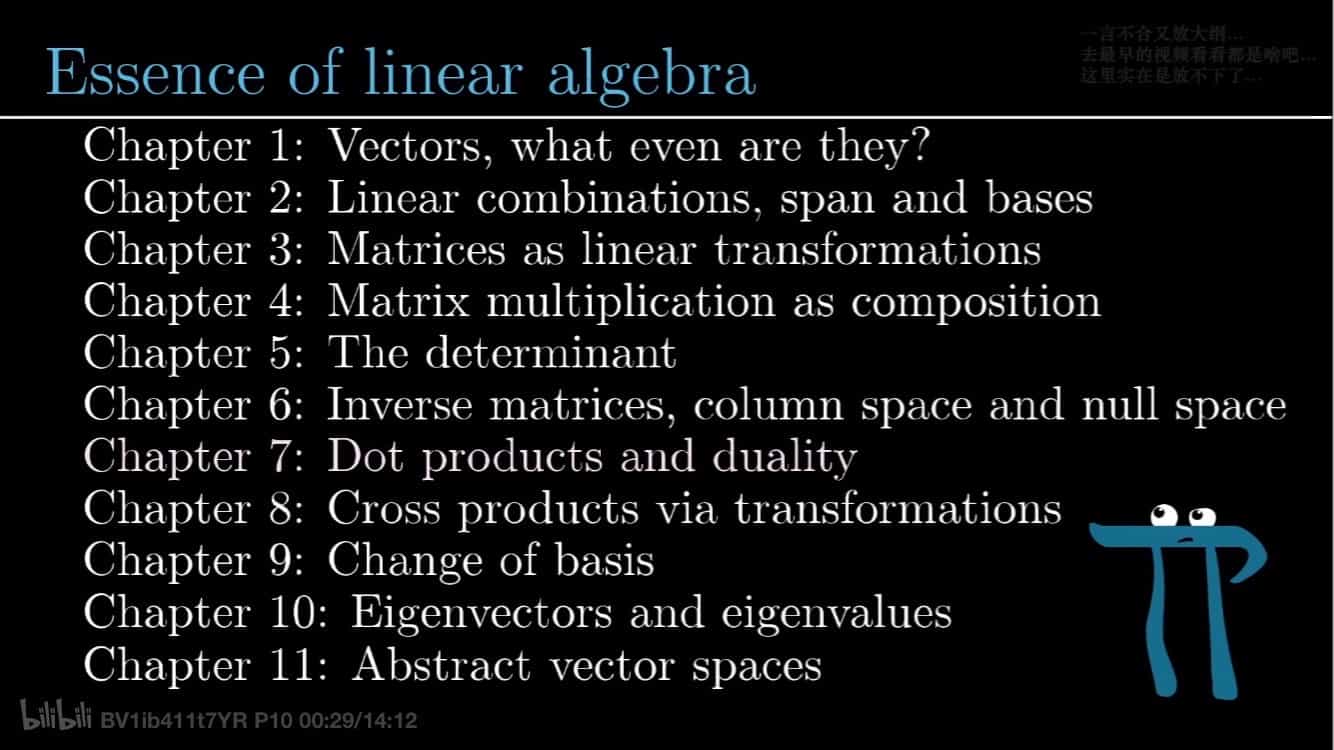 Essence of linear algebra
一言不合又放大纲...
去最早的视频看看都是啥吧...
这里实在是放不下了...
Chapter 1: Vectors, what even are they?
Chapter 2: Linear combinations, span and bases
Chapter 3: Matrices as linear transformations
Chapter 4: Matrix multiplication as composition
Chapter 5: The determinant
Chapter 6: Inverse matrices, column space and null space
Chapter 7: Dot products and duality
Chapter 8: Cross products via transformations
Chapter 9: Change of basis
Chapter 10: Eigenvectors and eigenvalues
Chapter 11: Abstract vector spaces
bilibili BV1ib411t7YR P10 00:29/14:12